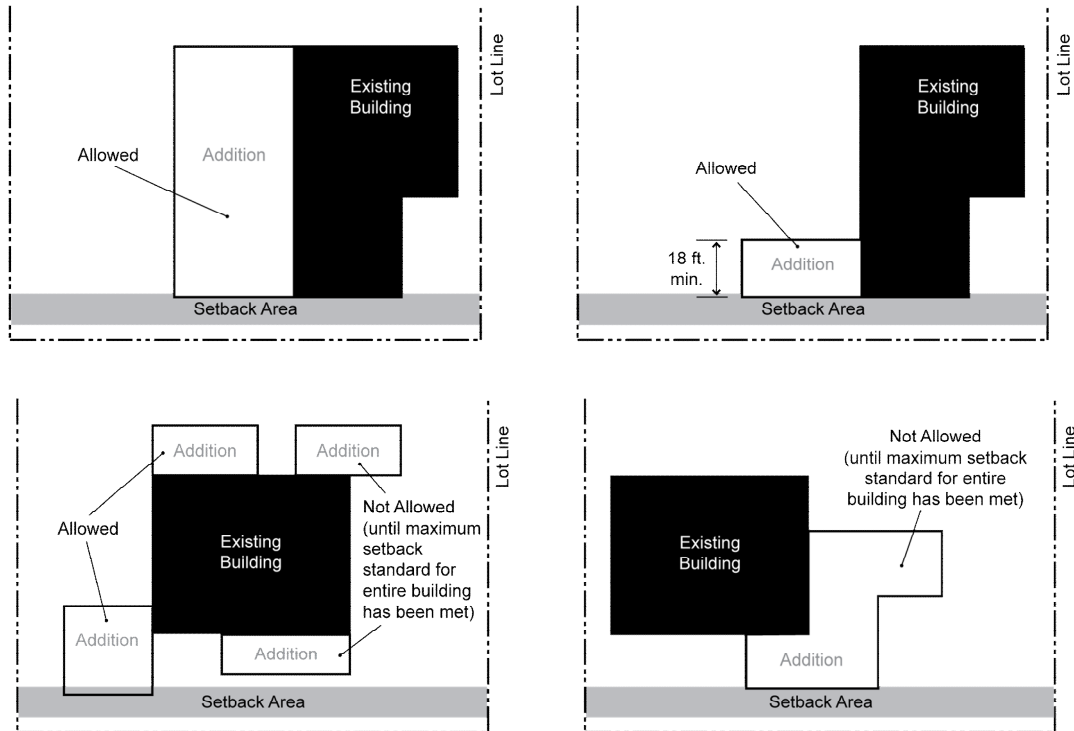 Lot Line
Existing
Building
Allowed
Addition
Setback Area
Lot Line
Existing
Building
Allowed
18 ft.
min.
Addition
Setback Area
Lot Line
Addition
Addition
Allowed
Not Allowed
(until maximum
setback
standard for
entire building
has been met)
Existing
Building
Addition
Addition
Setback Area
Lot Line
Not Allowed
(until maximum setback
standard for entire
building has been met)
Existing
Building
Addition
Setback Area